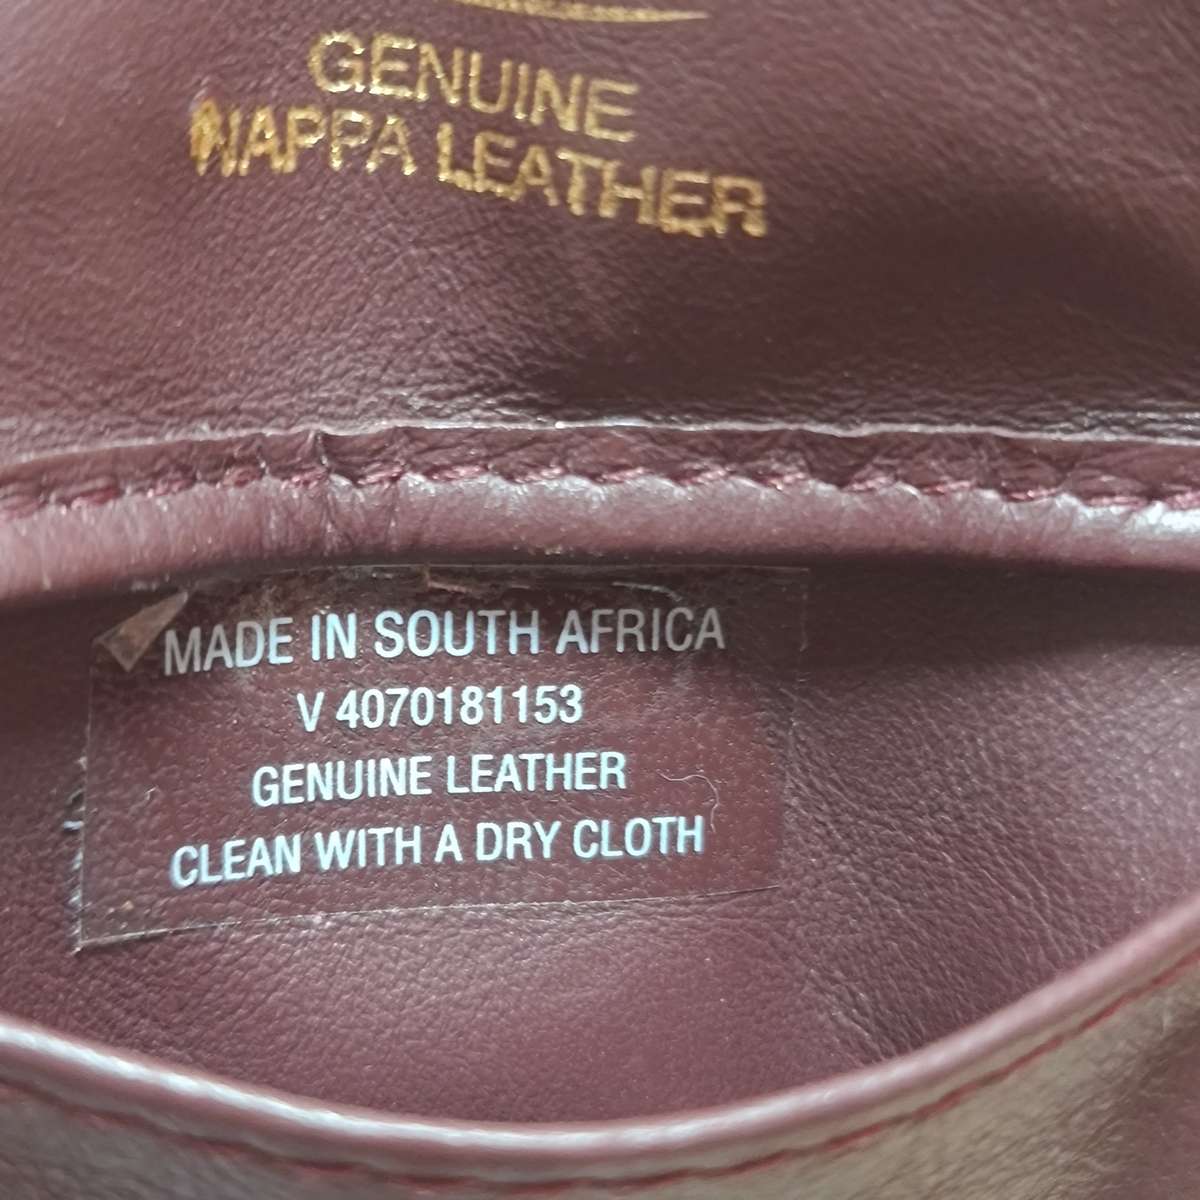 GENUINE
NAPPA LEATHER
MADE IN SOUTH AFRICA
V 4070181153
GENUINE LEATHER
CLEAN WITH A DRY CLOTH